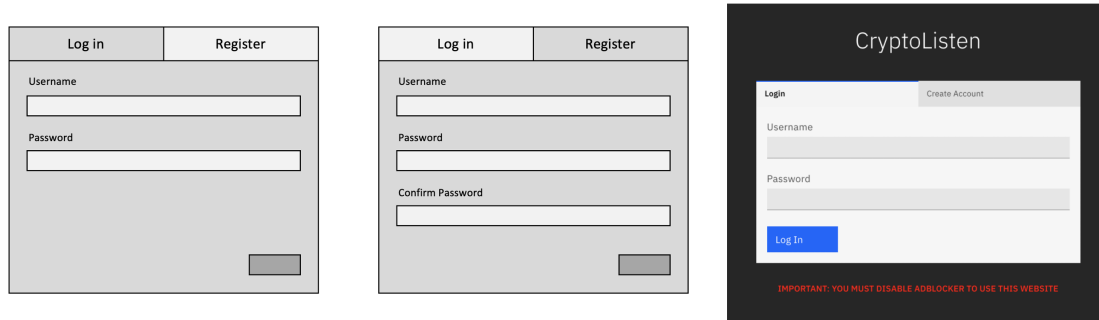 Log in
Register
Username
Password
Log in
Register
Username
Password
Confirm Password
CryptoListen
Login
Create Account
Username
Password
Log In
IMPORTANT: YOU MUST DISABLE ADBLOCKER TO USE THIS WEBSITE